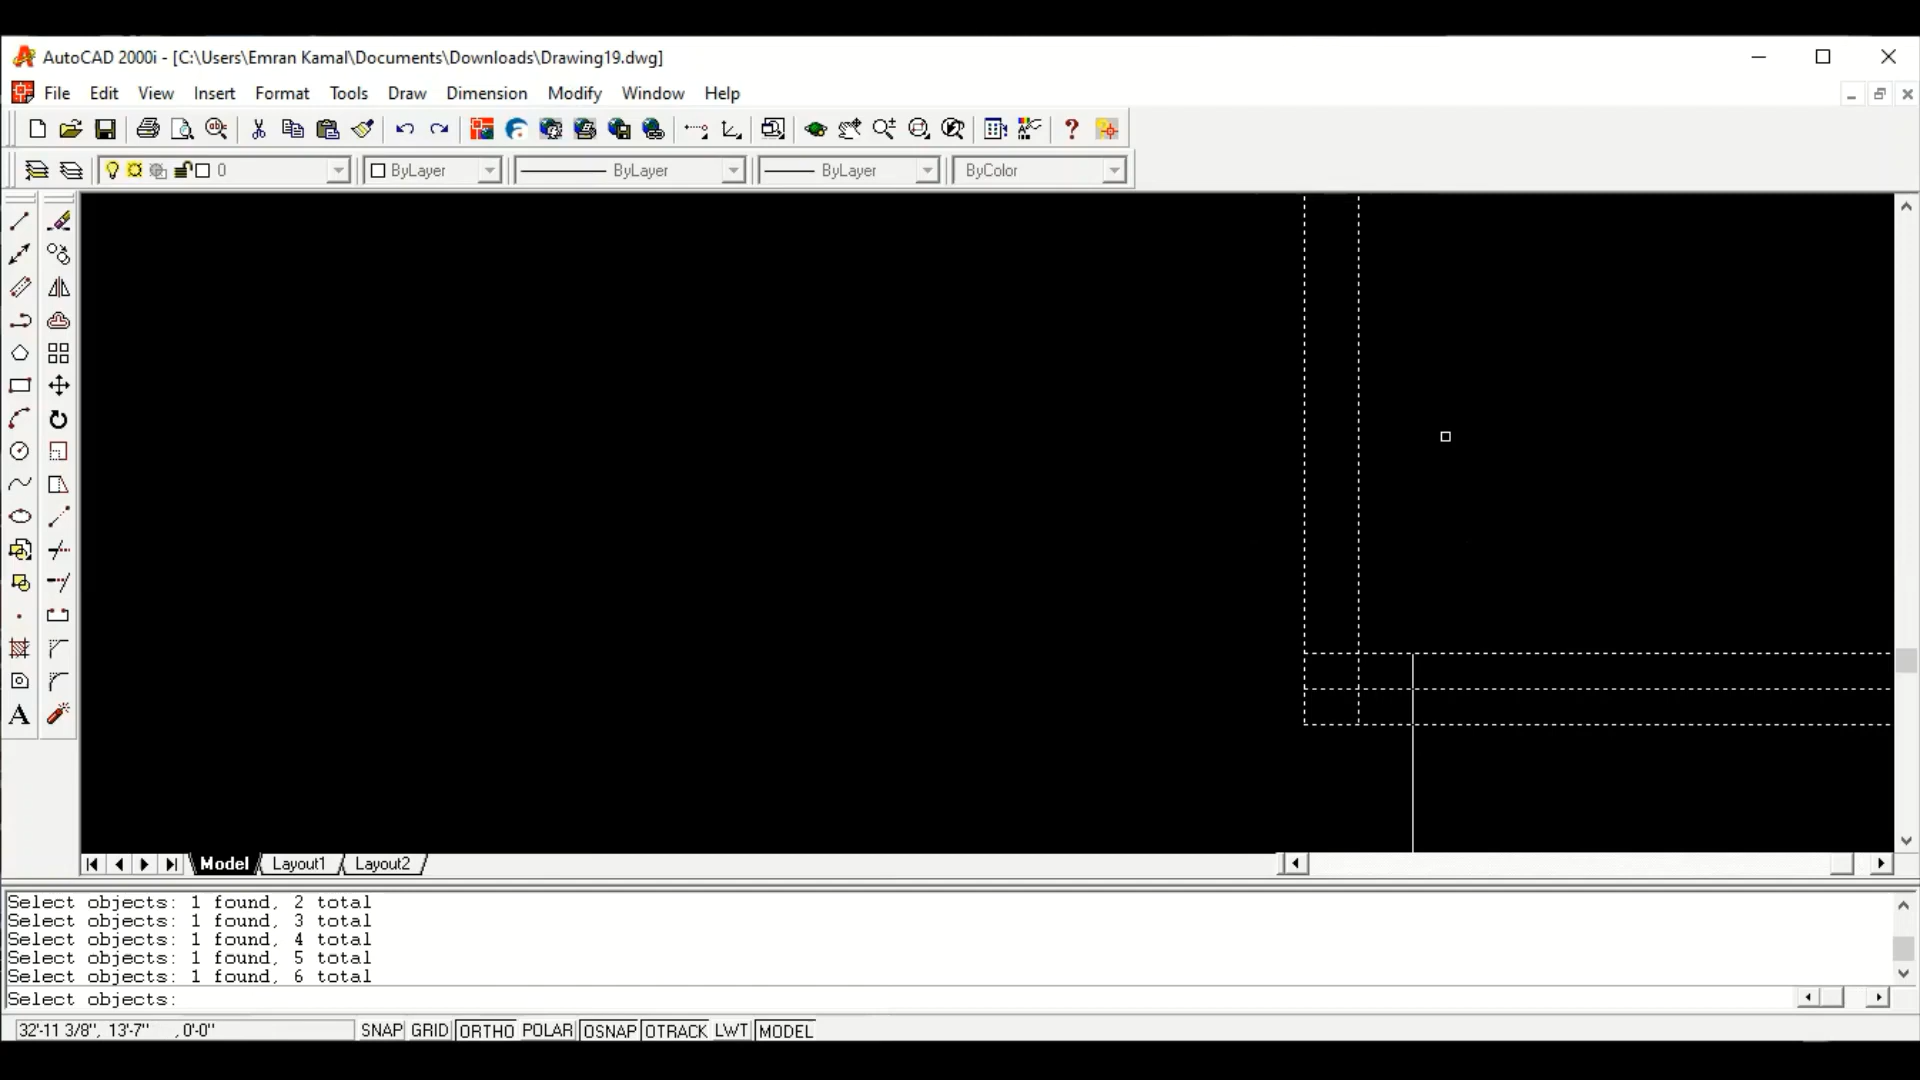 AutoCAD 2000i - [C:\Users\Emran Kamal\Documents\Downloads\Drawing19.dwg]
File Edit View Insert Format Tools Draw Dimension Modify Window Help
0 ByLayer ByLayer ByLayer ByColor
A
Model Layout1 Layout2
Select objects: 1 found, 2 total
Select objects: 1 found, 3 total
Select objects: 1 found, 4 total
Select objects: 1 found, 5 total
Select objects: 1 found, 6 total
Select objects:
32'-11 3/8", 13'-7" , 0'-0" SNAP GRID ORTHO POLAR OSNAP OTRACK LWT MODEL